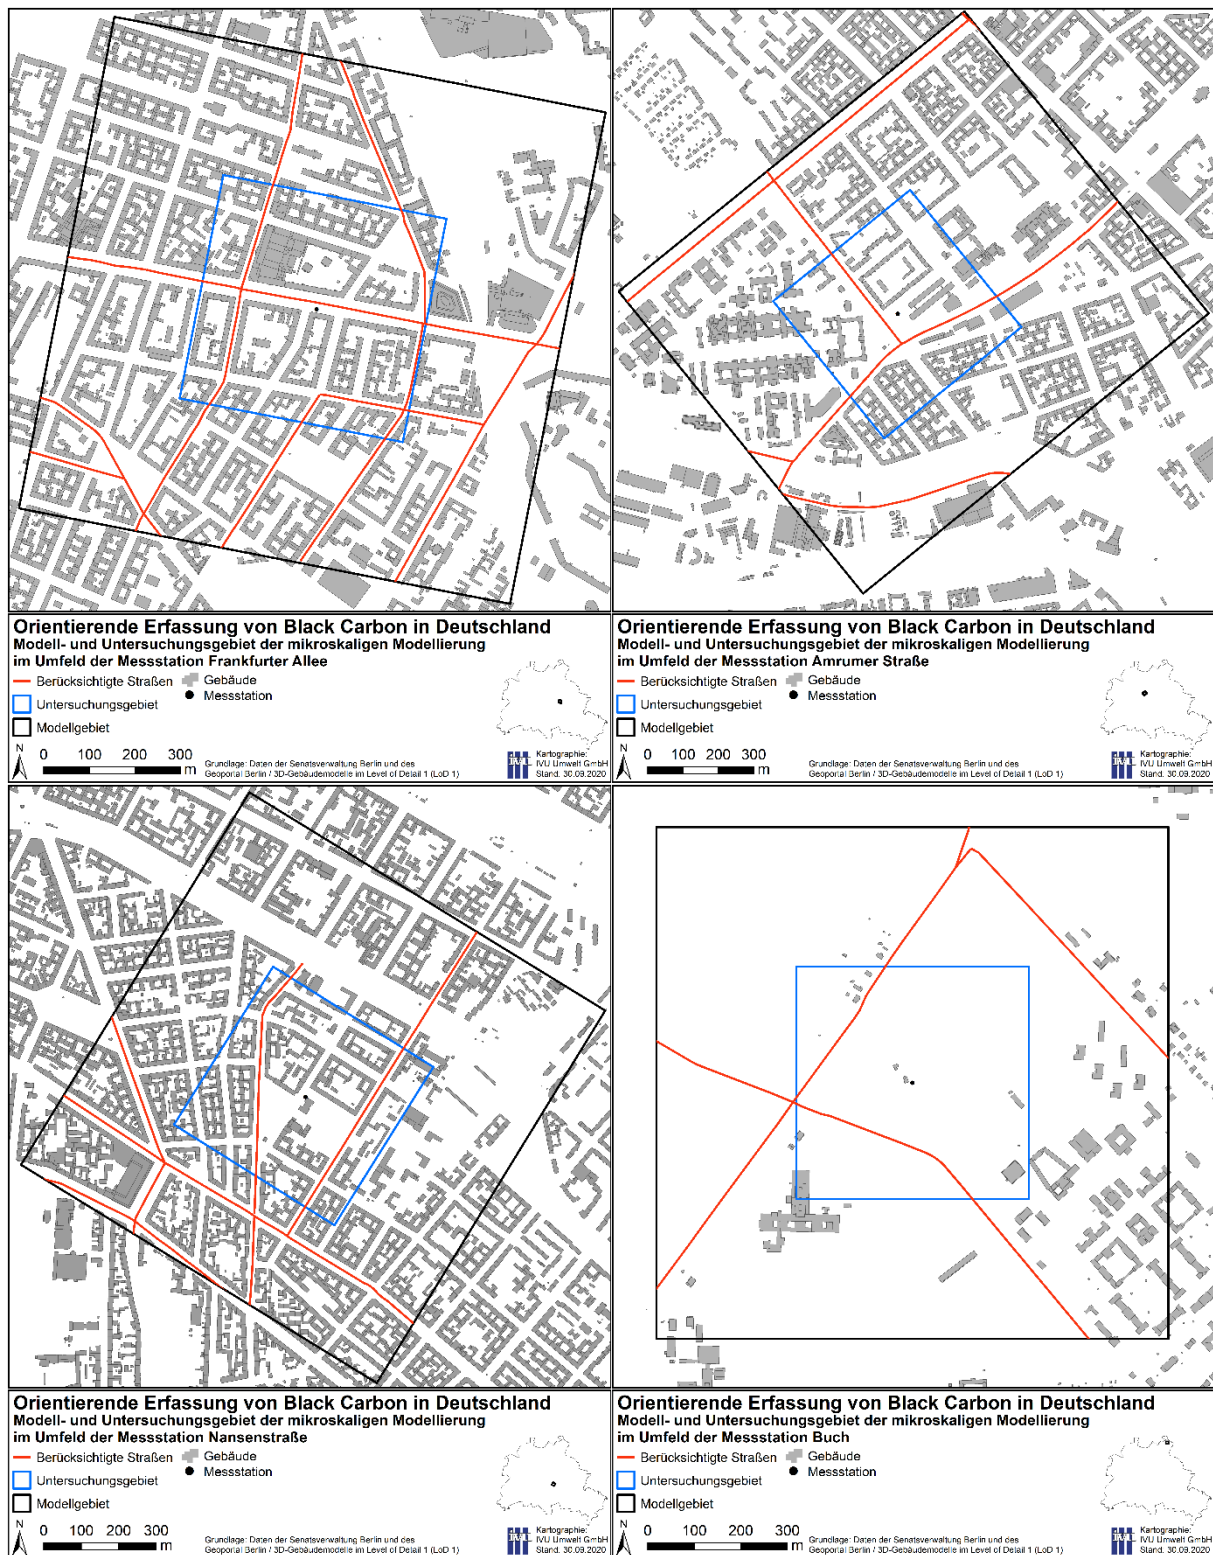 Orientierende Erfassung von Black Carbon in Deutschland
Modell- und Untersuchungsgebiet der mikroskaligen Modellierung
im Umfeld der Messstation Frankfurter Allee
Berücksichtigte Straßen
Gebäude
Messstation
Untersuchungsgebiet
Modellgebiet
N
0 100 200 300
m
Grundlage: Daten der Senatsverwaltung Berlin und des
Geoportal Berlin / 3D-Gebäudemodelle im Level of Detail 1 (LoD 1)
Kartographie:
IVU Umwelt GmbH
Stand. 30.09.2020
Orientierende Erfassung von Black Carbon in Deutschland
Modell- und Untersuchungsgebiet der mikroskaligen Modellierung
im Umfeld der Messstation Amrumer Straße
Berücksichtigte Straßen
Gebäude
Messstation
Untersuchungsgebiet
Modellgebiet
N
0 100 200 300
m
Grundlage: Daten der Senatsverwaltung Berlin und des
Geoportal Berlin / 3D-Gebäudemodelle im Level of Detail 1 (LoD 1)
Kartographie:
IVU Umwelt GmbH
Stand. 30.09.2020
Orientierende Erfassung von Black Carbon in Deutschland
Modell- und Untersuchungsgebiet der mikroskaligen Modellierung
im Umfeld der Messstation Nansenstraße
Berücksichtigte Straßen
Gebäude
Messstation
Untersuchungsgebiet
Modellgebiet
N
0 100 200 300
m
Grundlage: Daten der Senatsverwaltung Berlin und des
Geoportal Berlin / 3D-Gebäudemodelle im Level of Detail 1 (LoD 1)
Kartographie:
IVU Umwelt GmbH
Stand. 30.09.2020
Orientierende Erfassung von Black Carbon in Deutschland
Modell- und Untersuchungsgebiet der mikroskaligen Modellierung
im Umfeld der Messstation Buch
Berücksichtigte Straßen
Gebäude
Messstation
Untersuchungsgebiet
Modellgebiet
N
0 100 200 300
m
Grundlage: Daten der Senatsverwaltung Berlin und des
Geoportal Berlin / 3D-Gebäudemodelle im Level of Detail 1 (LoD 1)
Kartographie:
IVU Umwelt GmbH
Stand. 30.09.2020